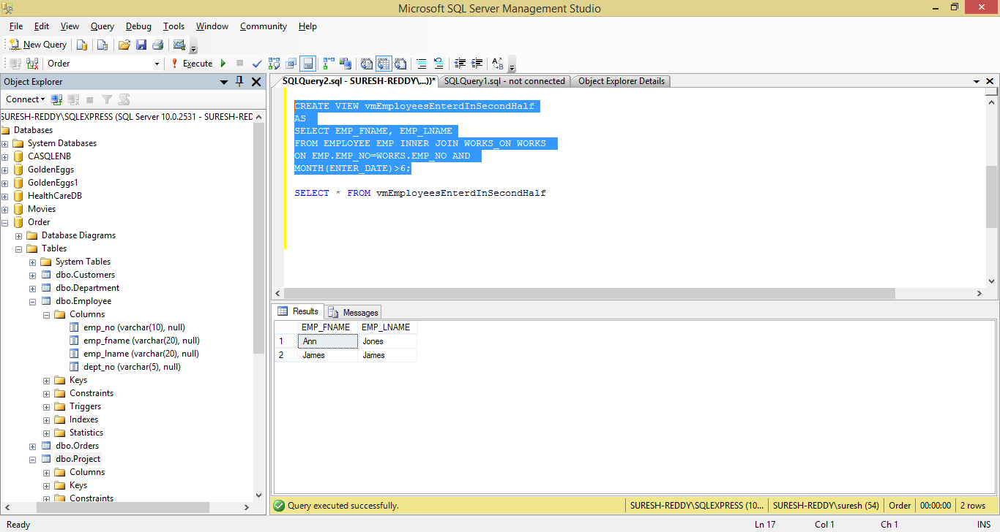 Microsoft SQL Server Management Studio
File Edit View Query Debug Tools Window Community Help
New Query
Order Execute
Object Explorer
Connect
SURESH-REDDY\SQLEXPRESS (SQL Server 10.0.2531 - SURESH-RED
Databases
System Databases
CASQLENB
GoldenEggs
GoldenEggs1
HealthCareDB
Movies
Order
Database Diagrams
Tables
System Tables
dbo.Customers
dbo.Department
dbo.Employee
Columns
emp_no (varchar(10), null)
emp_fname (varchar(20), null)
emp_lname (varchar(20), null)
dept_no (varchar(5), null)
Keys
Constraints
Triggers
Indexes
Statistics
dbo.Orders
dbo.Project
Columns
Keys
Constraints
SQLQuery2.sql - SURESH-REDDY\...))* SQLQuery1.sql - not connected Object Explorer Details
CREATE VIEW vmEmployeesEnterdInSecondHalf
AS
SELECT EMP_FNAME, EMP_LNAME
FROM EMPLOYEE EMP INNER JOIN WORKS_ON WORKS
ON EMP.EMP_NO=WORKS.EMP_NO AND
MONTH(ENTER_DATE)>6;
SELECT * FROM vmEmployeesEnterdInSecondHalf
Results Messages
EMP_FNAME EMP_LNAME
1 Ann Jones
2 James James
Query executed successfully. SURESH-REDDY\SQLEXPRESS (10... SURESH-REDDY\suresh (54) Order 00:00:00 2 rows
Ready Ln 17 Col 1 Ch 1 INS